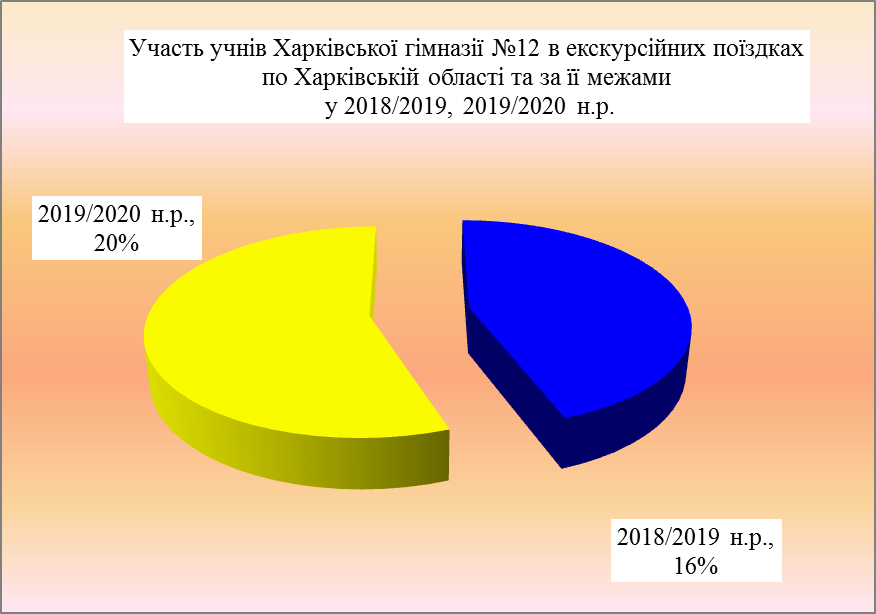 Участь учнів Харківської гімназії №12 в екскурсійних поїздках
по Харківській області та за її межами
у 2018/2019, 2019/2020 н.р.
2019/2020 н.р.,
20%
2018/2019 н.р.,
16%